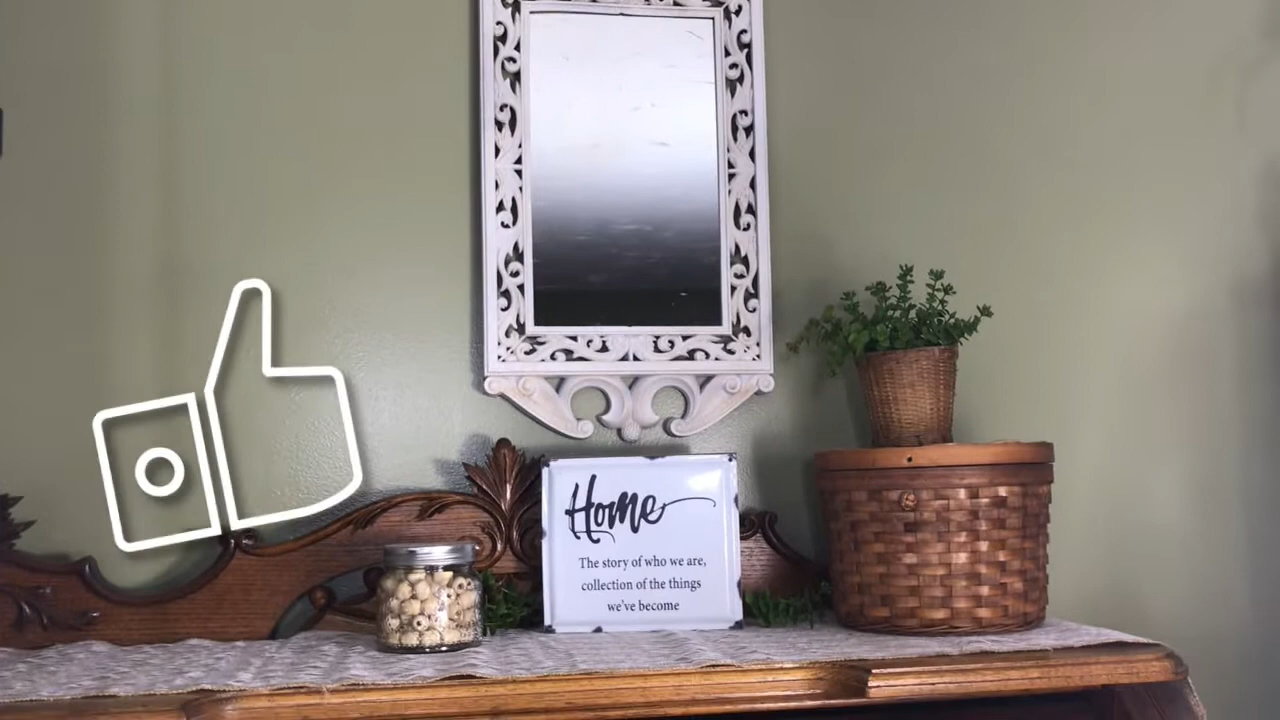 Home
The story of who we are,
collection of the things
we've become